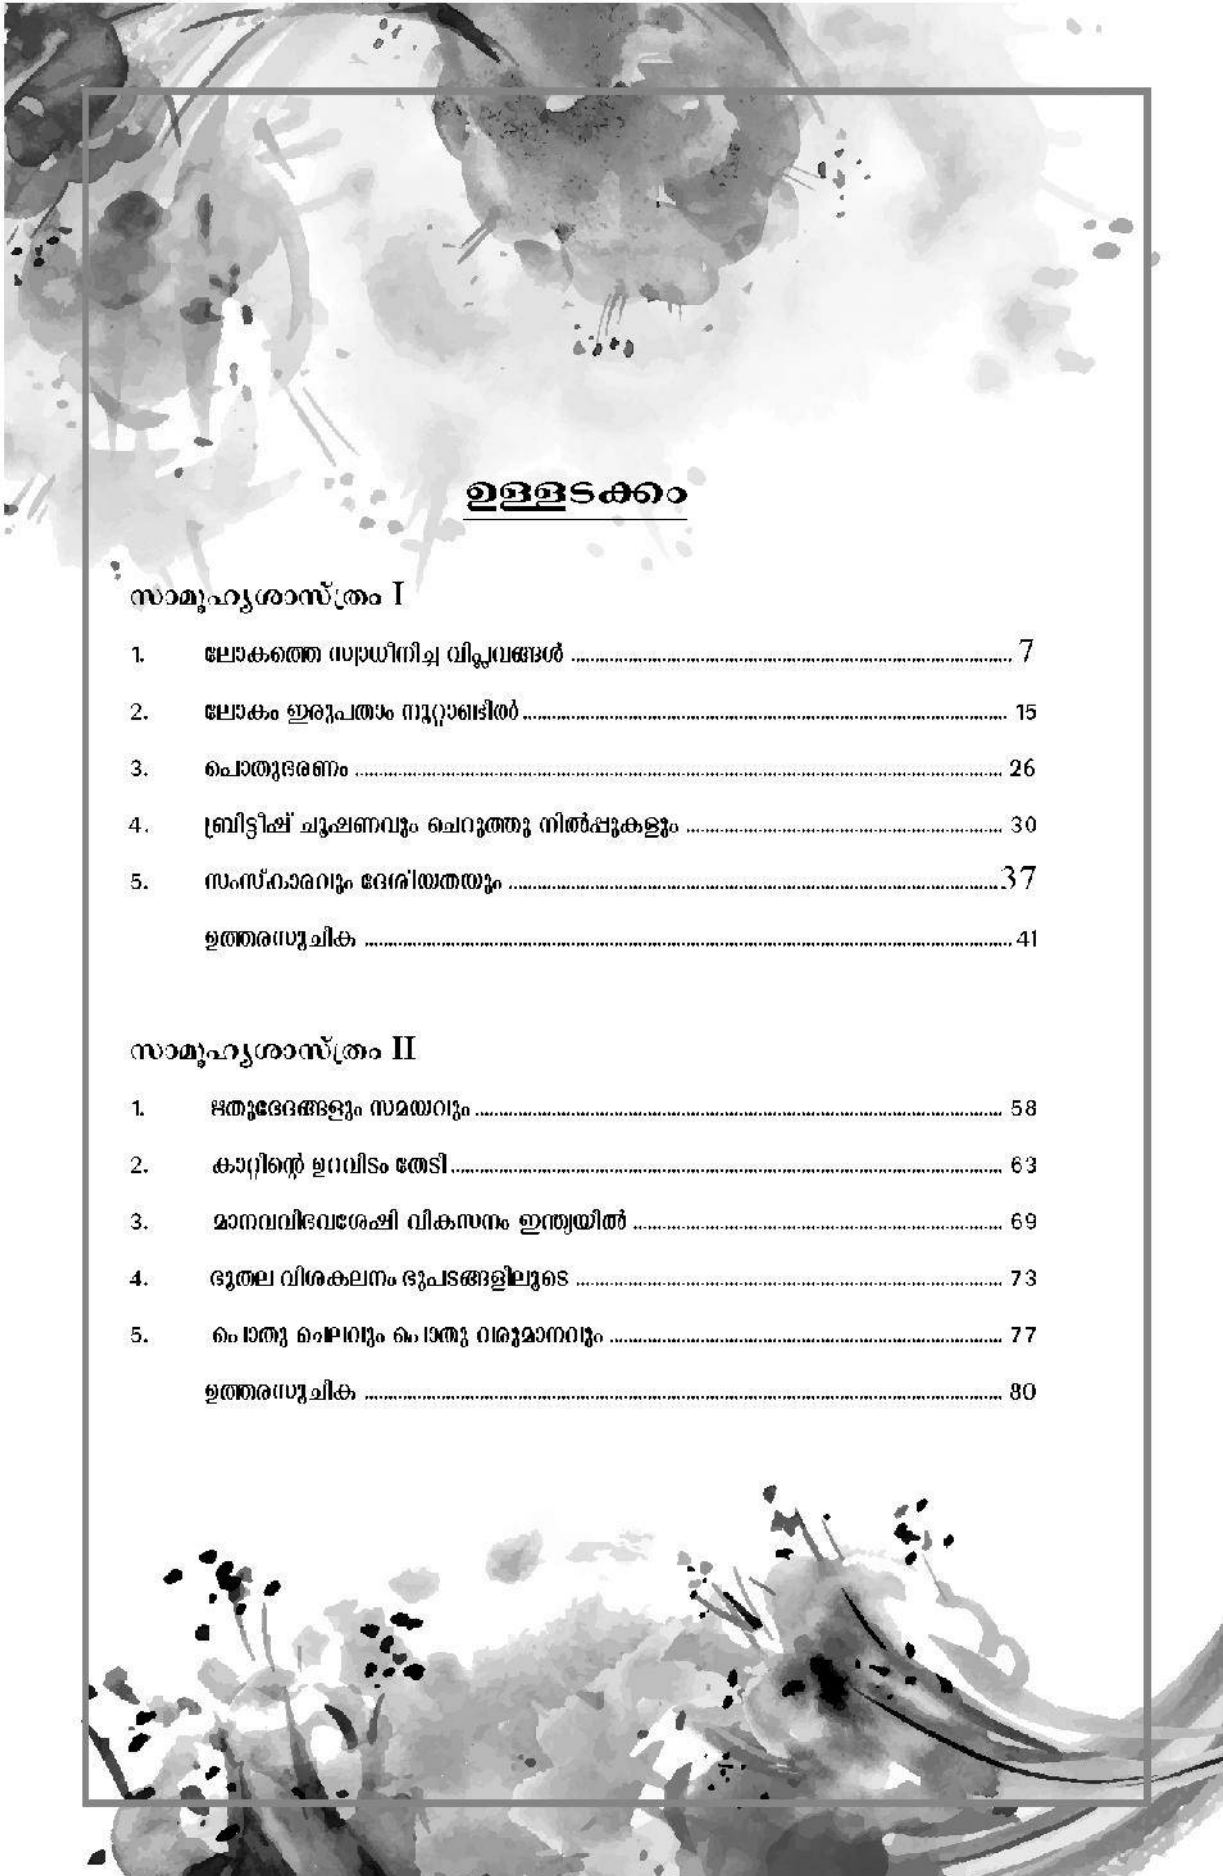 ഉള്ളടക്കം
സാമൂഹ്യശാസ്ത്രം I
1. ലോകത്തെ സ്വാധീനിച്ച വിപ്ലവങ്ങൾ 7
2. ലോകം ഇരുപതാം നൂറ്റാണ്ടിൽ 15
3. പൊതുഭരണം 26
4. ബ്രിട്ടീഷ് ചൂഷണവും ചെറുത്തു നിൽപ്പുകളും 30
5. സംസ്കാരവും ദേശീയതയും 37
ഉത്തരസൂചിക 41
സാമൂഹ്യശാസ്ത്രം II
1. ഋതുഭേദങ്ങളും സമയവും 58
2. കാറ്റിന്റെ ഉറവിടം തേടി 63
3. മാനവവിഭവശേഷി വികസനം ഇന്ത്യയിൽ 69
4. ഭൂതല വിശകലനം ഭൂപടങ്ങളിലൂടെ 73
5. പൊതു ചെലവും പൊതു വരുമാനവും 77
ഉത്തരസൂചിക 80